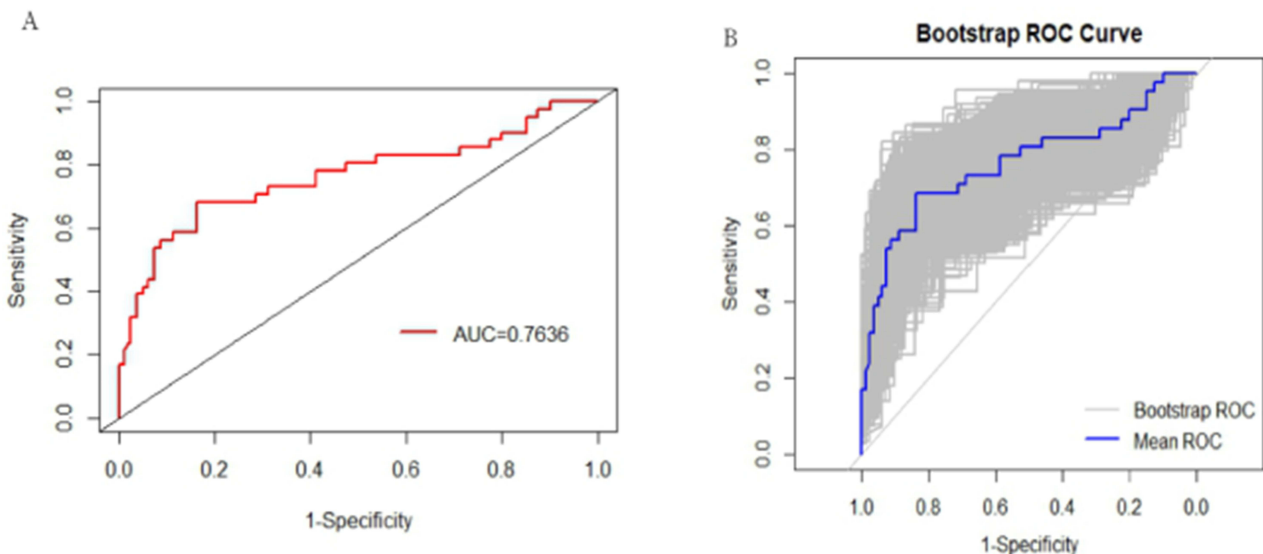 A
Sensitivity
1.0
0.8
0.6
0.4
0.2
0.0
AUC=0.7636
0.0 0.2 0.4 0.6 0.8 1.0
1-Specificity
B
Bootstrap ROC Curve
Sensitivity
1.0
0.8
0.6
0.4
0.2
0.0
Bootstrap ROC
Mean ROC
1.0 0.8 0.6 0.4 0.2 0.0
1-Specificity